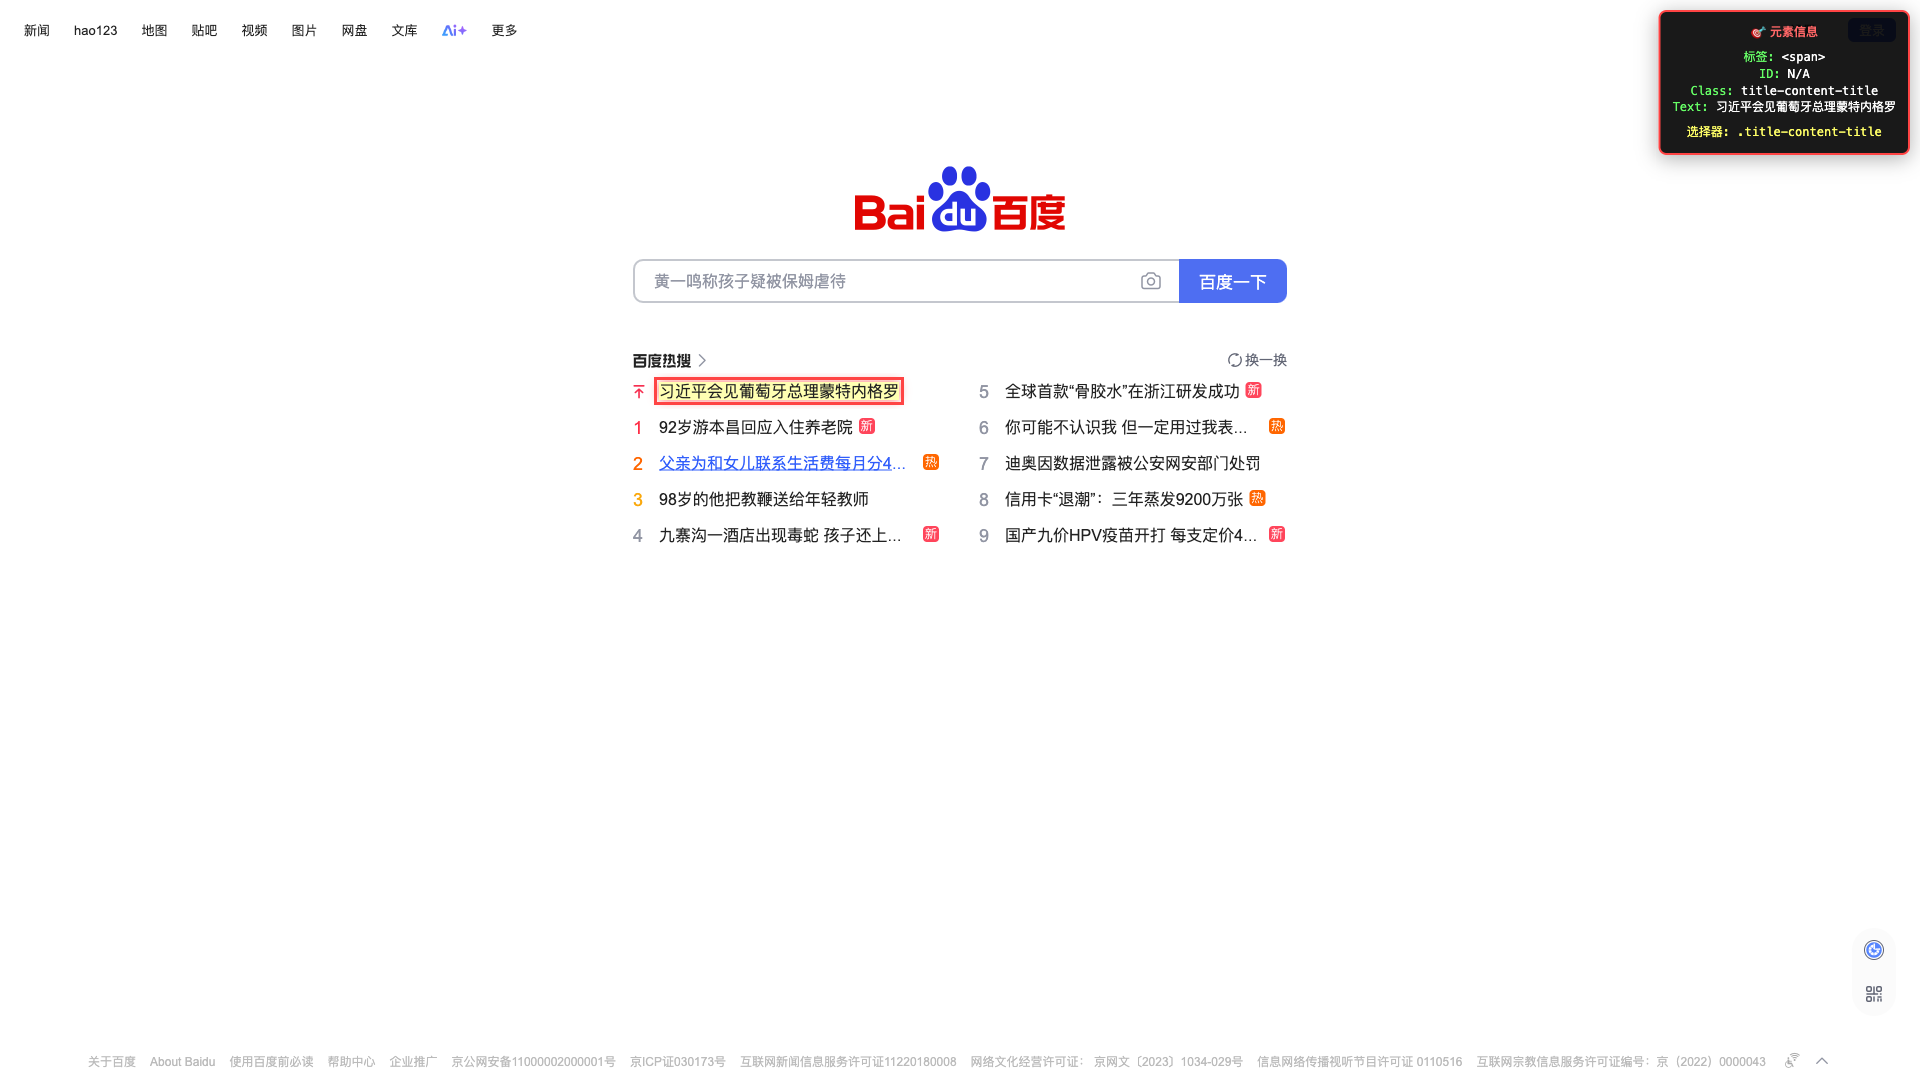 新闻 hao123 地图 贴吧 视频 图片 网盘 文库 Ai+ 更多
登录
元素信息
标签: <span>
ID: N/A
Class: title-content-title
Text: 习近平会见葡萄牙总理蒙特内格罗
选择器: .title-content-title
Bai du 百度
黄一鸣称孩子疑被保姆虐待 百度一下
百度热搜 换一换
习近平会见葡萄牙总理蒙特内格罗
1 92岁游本昌回应入住养老院 新
2 父亲为和女儿联系生活费每月分4... 热
3 98岁的他把教鞭送给年轻教师
4 九寨沟一酒店出现毒蛇 孩子还上... 新
5 全球首款“骨胶水”在浙江研发成功 新
6 你可能不认识我 但一定用过我表... 热
7 迪奥因数据泄露被公安网安部门处罚
8 信用卡“退潮”：三年蒸发9200万张 热
9 国产九价HPV疫苗开打 每支定价4... 新
关于百度 About Baidu 使用百度前必读 帮助中心 企业推广 京公网安备11000002000001号 京ICP证030173号 互联网新闻信息服务许可证11220180008 网络文化经营许可证： 京网文〔2023〕1034-029号 信息网络传播视听节目许可证 0110516 互联网宗教信息服务许可证编号：京（2022）0000043